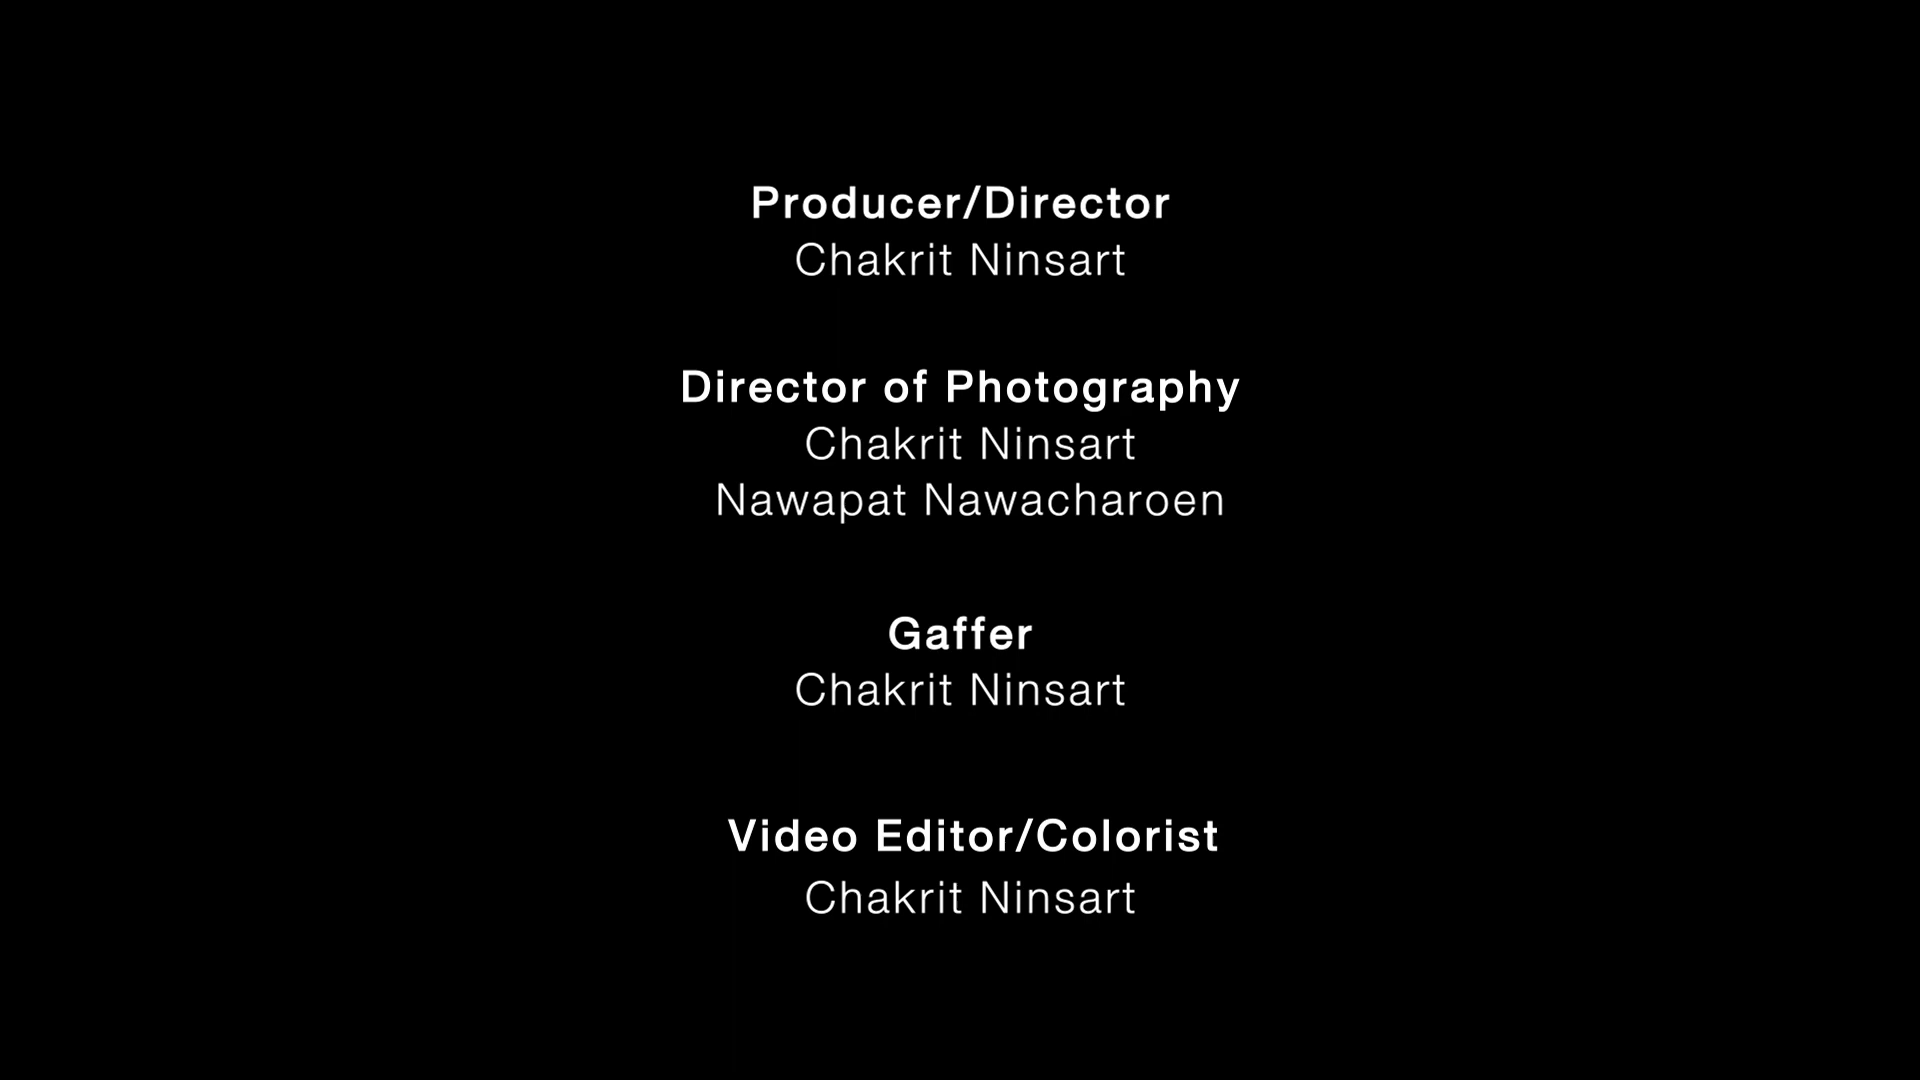 Producer/Director
Chakrit Ninsart
Director of Photography
Chakrit Ninsart
Nawapat Nawacharoen
Gaffer
Chakrit Ninsart
Video Editor/Colorist
Chakrit Ninsart